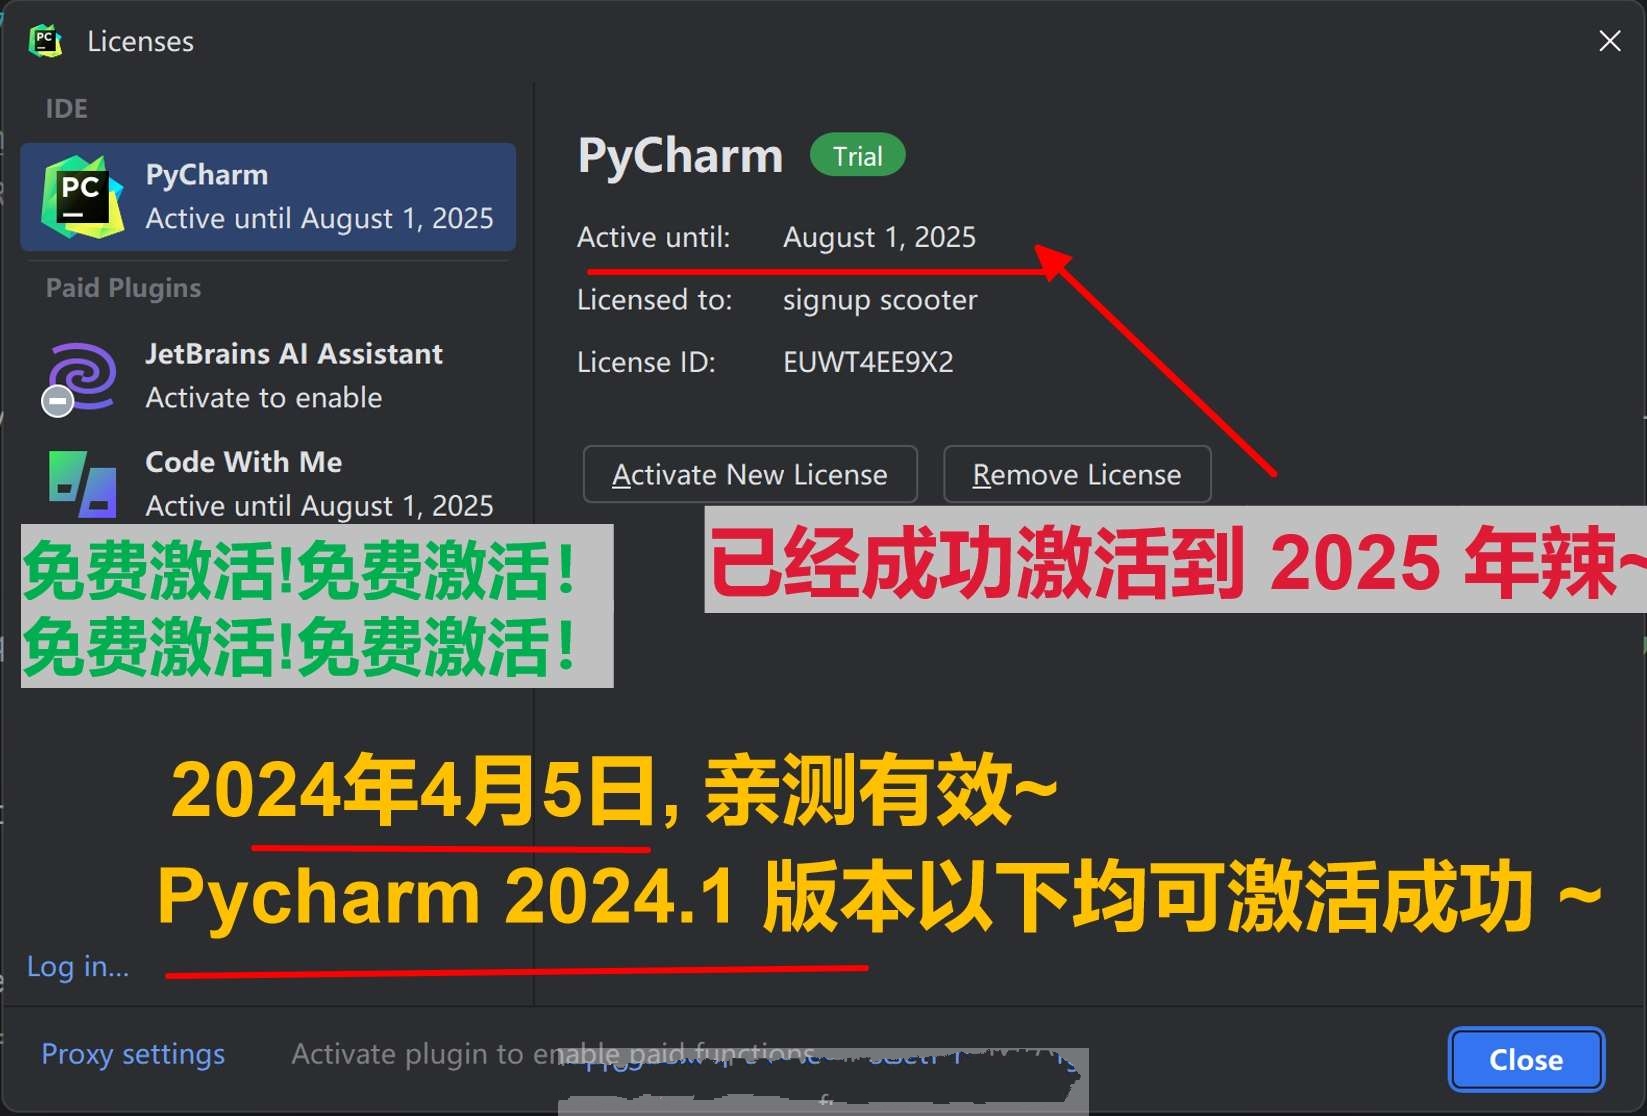 PC
Licenses
IDE
PC
PyCharm
Active until August 1, 2025
Paid Plugins
JetBrains AI Assistant
Activate to enable
Code With Me
Active until August 1, 2025
免费激活!免费激活!
免费激活!免费激活!
Log in...
PyCharm Trial
Active until: August 1, 2025
Licensed to: signup scooter
License ID: EUWT4EE9X2
Activate New License
Remove License
已经成功激活到 2025 年辣~
2024年4月5日, 亲测有效~
Pycharm 2024.1 版本以下均可激活成功 ~
Proxy settings
Activate plugin to enable paid functions
Close